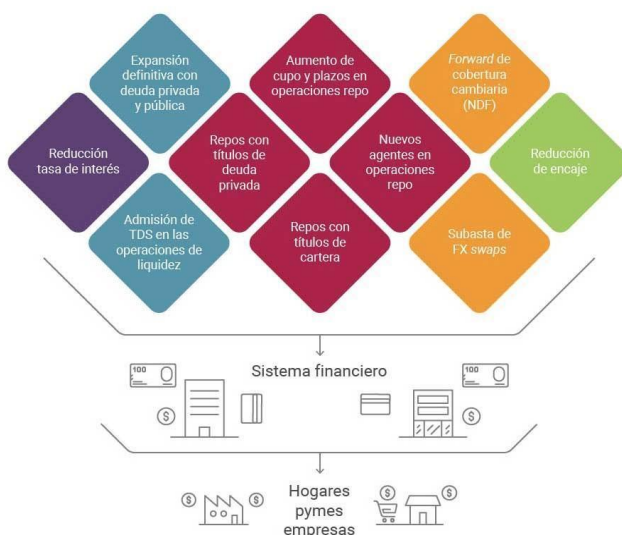 Expansión
definitiva con
deuda privada
y pública
Aumento de
cupo y plazos en
operaciones repo
Forward de
cobertura
cambiaria
(NDF)
Reducción
tasa de interés
Repos con
títulos de
deuda
privada
Nuevos
agentes en
operaciones
repo
Reducción
de encaje
Admisión de
TDS en las
operaciones de
liquidez
Repos con
títulos de
cartera
Subasta de
FX swaps
Sistema financiero
100
$
100
$
Hogares
pymes
empresas
$
$
$
$